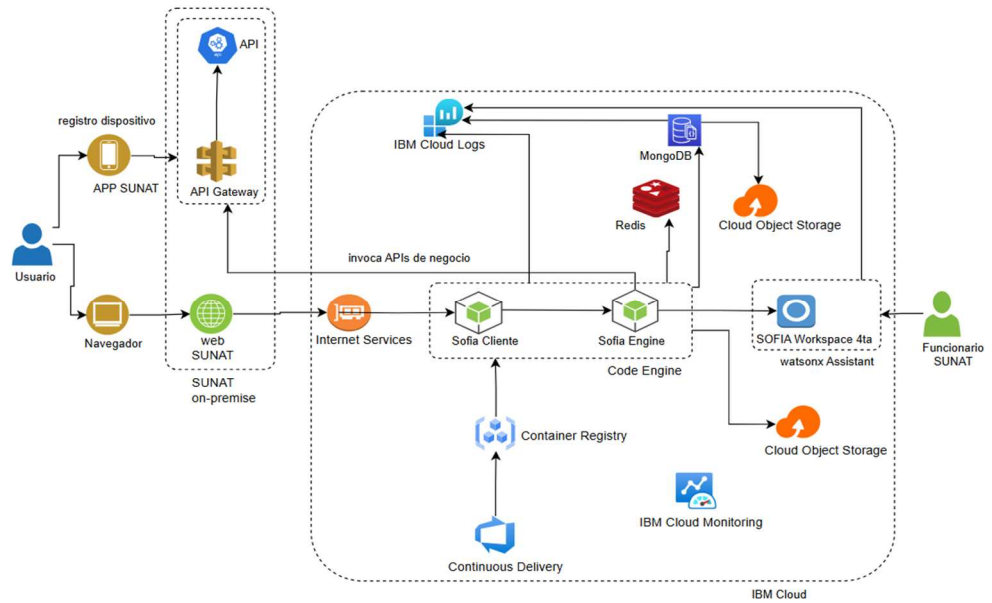 API
registro dispositivo
APP SUNAT
API Gateway
IBM Cloud Logs
MongoDB
Redis
Cloud Object Storage
Usuario
invoca APIs de negocio
Navegador
web
SUNAT
Internet Services
Sofia Cliente
Sofia Engine
SOFIA Workspace 4ta
watsonx Assistant
Funcionario
SUNAT
SUNAT
on-premise
Code Engine
Container Registry
Cloud Object Storage
IBM Cloud Monitoring
Continuous Delivery
IBM Cloud